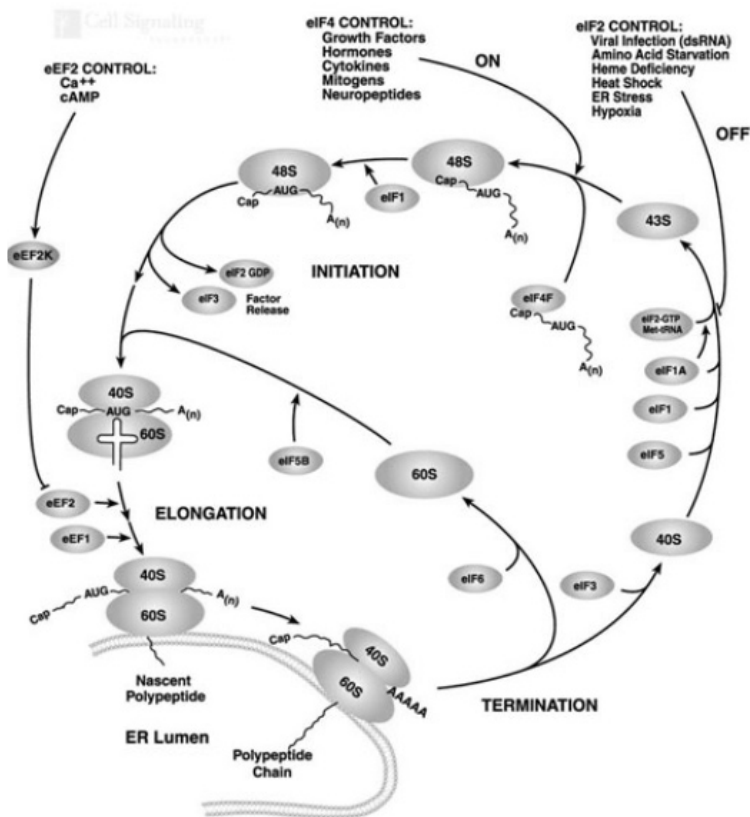 Cell Signaling
eEF2 CONTROL:
Ca++
cAMP
eIF4 CONTROL:
Growth Factors
Hormones
Cytokines
Mitogens
Neuropeptides
ON
eIF2 CONTROL:
Viral Infection (dsRNA)
Amino Acid Starvation
Heme Deficiency
Heat Shock
ER Stress
Hypoxia
OFF
48S
Cap
AUG
A(n)
eIF1
48S
Cap
AUG
A(n)
43S
eEF2K
eIF2 GDP
eIF3
Factor
Release
INITIATION
eIF4F
Cap
AUG
A(n)
eIF2-GTP
Met-tRNA
eIF1A
eIF1
eIF5
40S
Cap
AUG
A(n)
60S
eIF5B
60S
eEF2
ELONGATION
eEF1
40S
eIF6
eIF3
40S
Cap
AUG
A(n)
60S
Cap
40S
60S
AAAAA
Nascent
Polypeptide
TERMINATION
ER Lumen
Polypeptide
Chain